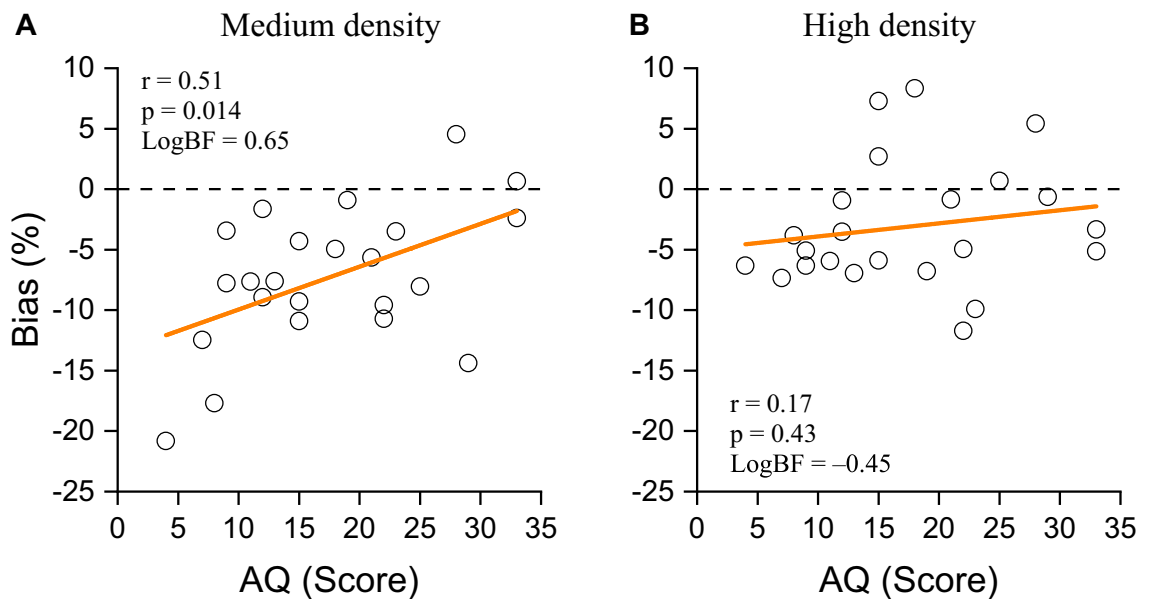 A
Medium density
r = 0.51
p = 0.014
LogBF = 0.65
10
5
0
-5
-10
-15
-20
-25
Bias (%)
0 5 10 15 20 25 30 35
AQ (Score)
B
High density
10
5
0
-5
-10
-15
-20
-25
r = 0.17
p = 0.43
LogBF = –0.45
0 5 10 15 20 25 30 35
AQ (Score)